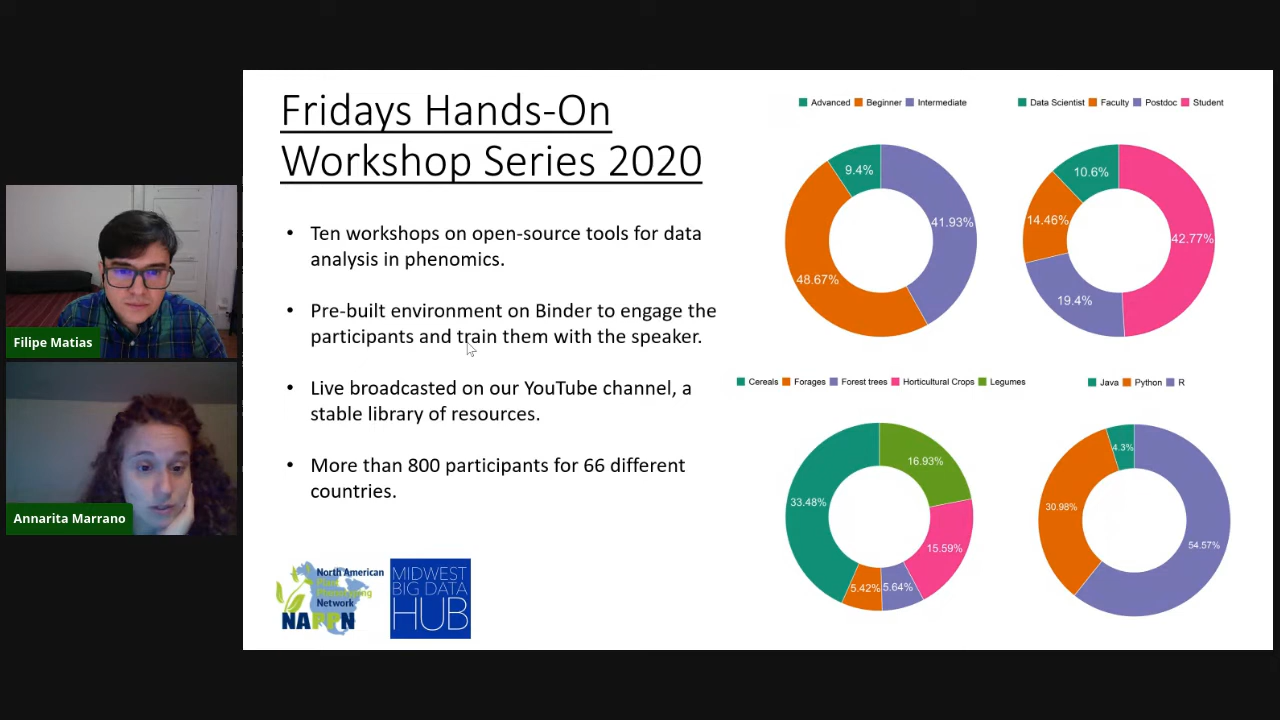 Fridays Hands-On
Workshop Series 2020
• Ten workshops on open-source tools for data
analysis in phenomics.
• Pre-built environment on Binder to engage the
participants and train them with the speaker.
• Live broadcasted on our YouTube channel, a
stable library of resources.
• More than 800 participants for 66 different
countries.
North American
Plant
Phenotyping
Network
NAPPN
MIDWEST
BIG DATA
HUB
Advanced Beginner Intermediate
9.4%
41.93%
48.67%
Data Scientist Faculty Postdoc Student
10.6%
14.46%
42.77%
19.4%
Cereals Forages Forest trees Horticultural Crops Legumes
16.93%
33.48%
15.59%
5.42%
5.64%
Java Python R
4.3%
30.98%
54.57%
Filipe Matias
Annarita Marrano